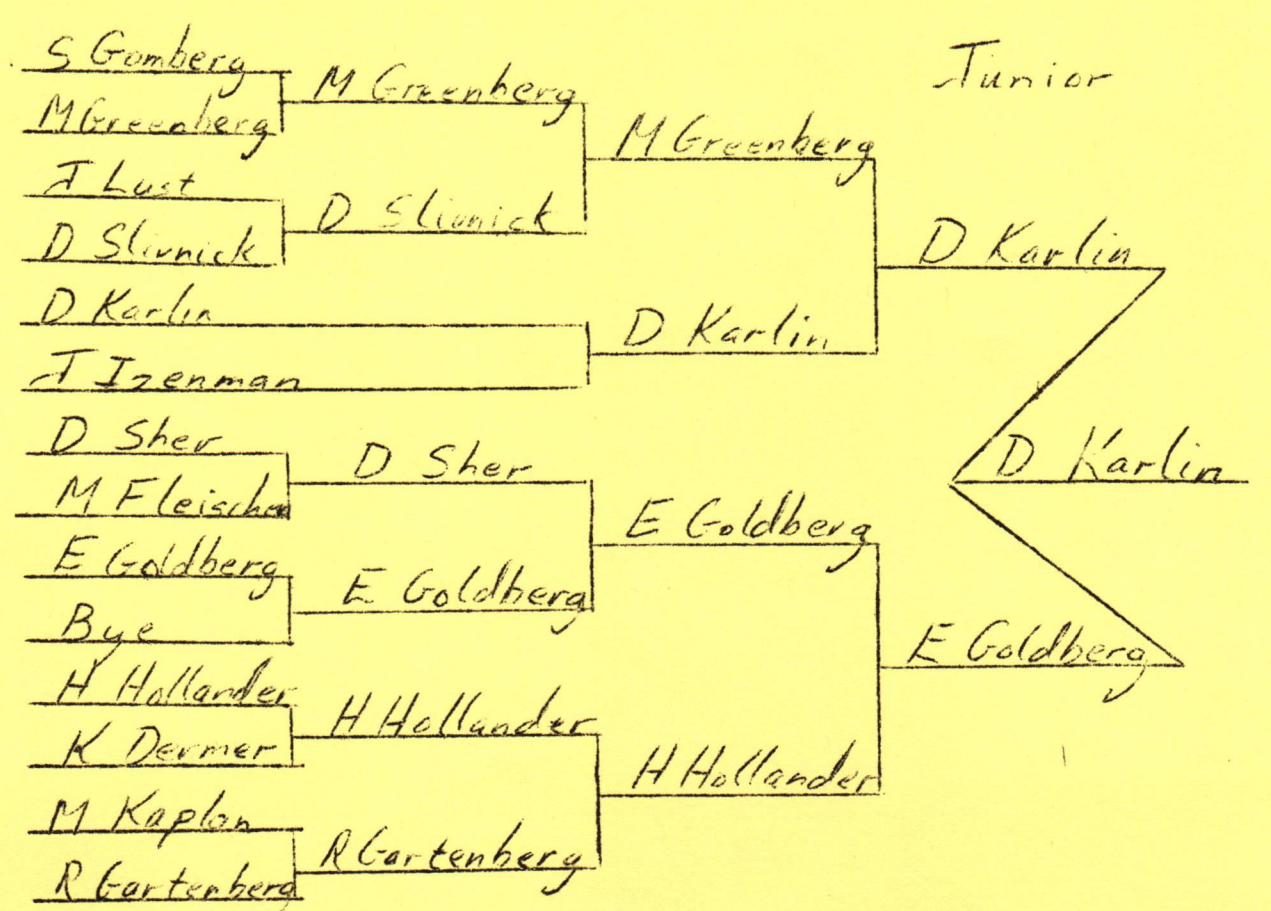 Junior
S Gomberg
M Greenberg
J Lust
D Slivnick
D Karlin
J Izenman
D Sher
M Fleischer
E Goldberg
Bye
H Hollander
K Dermer
M Kaplon
R Gartenberg
M Greenberg
D Slivnick
D Sher
E Goldberg
H Hollander
R Gartenberg
M Greenberg
D Karlin
E Goldberg
H Hollander
D Karlin
E Goldberg
D Karlin